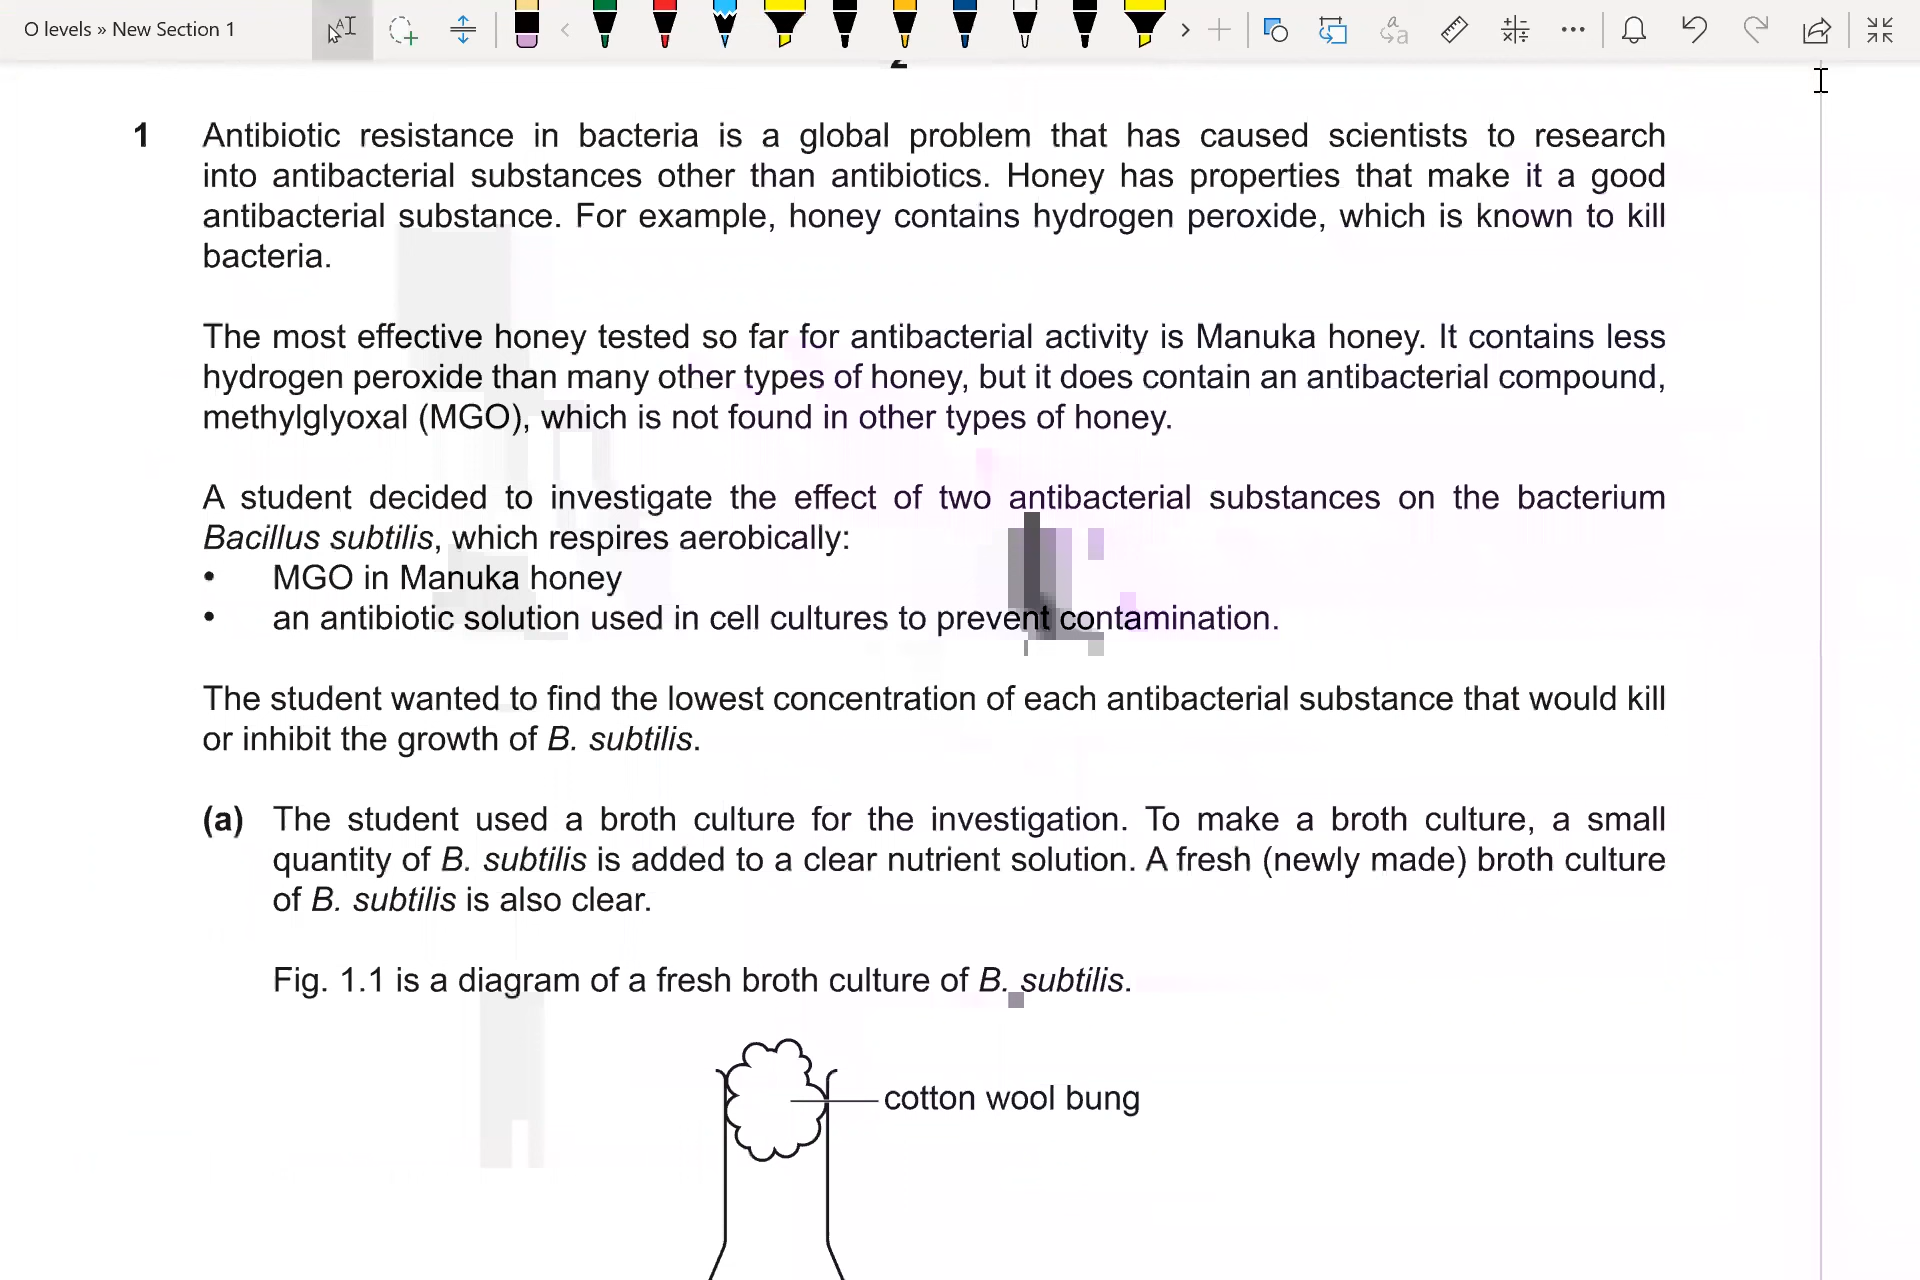 O levels » New Section 1
1 Antibiotic resistance in bacteria is a global problem that has caused scientists to research
into antibacterial substances other than antibiotics. Honey has properties that make it a good
antibacterial substance. For example, honey contains hydrogen peroxide, which is known to kill
bacteria.
The most effective honey tested so far for antibacterial activity is Manuka honey. It contains less
hydrogen peroxide than many other types of honey, but it does contain an antibacterial compound,
methylglyoxal (MGO), which is not found in other types of honey.
A student decided to investigate the effect of two antibacterial substances on the bacterium
Bacillus subtilis, which respires aerobically:
• MGO in Manuka honey
• an antibiotic solution used in cell cultures to prevent contamination.
The student wanted to find the lowest concentration of each antibacterial substance that would kill
or inhibit the growth of B. subtilis.
(a) The student used a broth culture for the investigation. To make a broth culture, a small
quantity of B. subtilis is added to a clear nutrient solution. A fresh (newly made) broth culture
of B. subtilis is also clear.
Fig. 1.1 is a diagram of a fresh broth culture of B. subtilis.
cotton wool bung